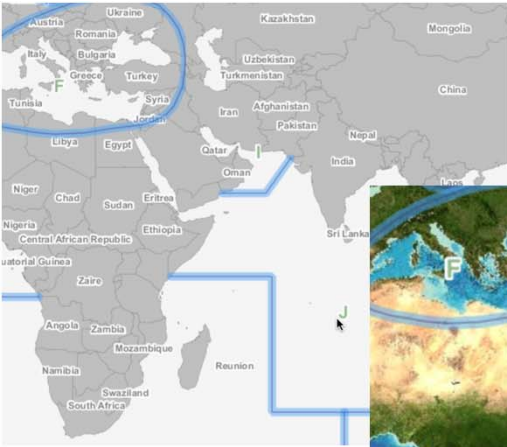 Ukraine
Austria
Kazakhstan
Mongolia
Romania
Italy
Bulgaria
Uzbekistan
Greece
Turkey
Turkmenistan
F
China
Tunisia
Syria
Iran
Afghanistan
Jordan
Pakistan
Nepal
Libya
Egypt
Qatar
I
India
Oman
Laos
Niger
Chad
Sudan
Eritrea
Nigeria
Ethiopia
Sri Lanka
Central African Republic
uatorial Guinea
F
Zaire
J
Angola
Zambia
Mozambique
Namibia
Reunion
Swaziland
South Africa